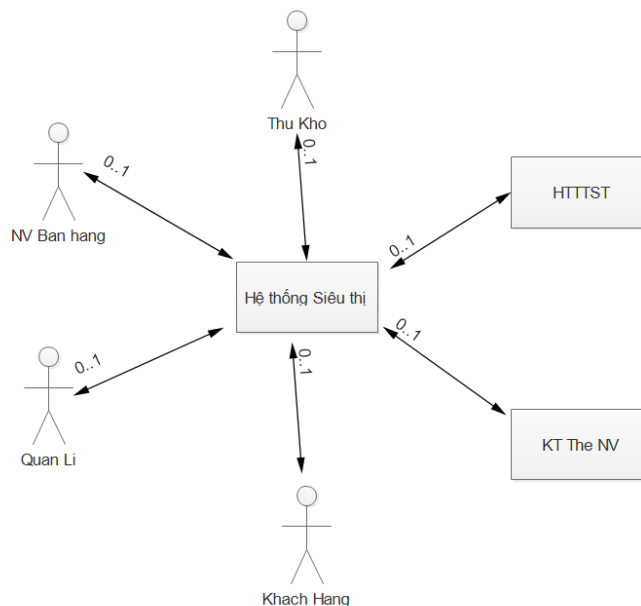 Thu Kho
0..1
0..1
NV Ban hang
HTTTST
0..1
Hệ thống Siêu thị
0..1
0..1
0..1
Quan Li
KT The NV
Khach Hang